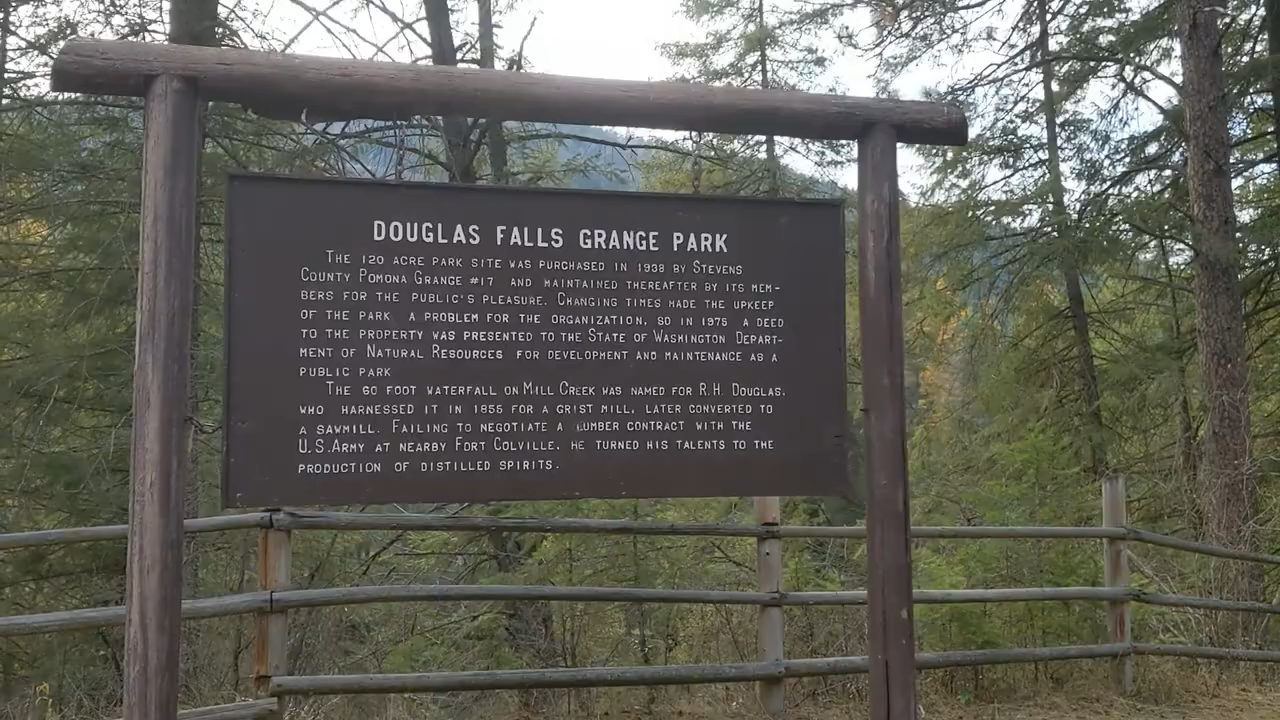 DOUGLAS FALLS GRANGE PARK
THE 120 ACRE PARK SITE WAS PURCHASED IN 1938 BY STEVENS
COUNTY POMONA GRANGE #17 AND MAINTAINED THEREAFTER BY ITS MEM-
BERS FOR THE PUBLIC'S PLEASURE. CHANGING TIMES MADE THE UPKEEP
OF THE PARK A PROBLEM FOR THE ORGANIZATION, SO IN 1975 A DEED
TO THE PROPERTY WAS PRESENTED TO THE STATE OF WASHINGTON DEPART-
MENT OF NATURAL RESOURCES FOR DEVELOPMENT AND MAINTENANCE AS A
PUBLIC PARK
THE 60 FOOT WATERFALL ON MILL CREEK WAS NAMED FOR R.H. DOUGLAS,
WHO HARNESSED IT IN 1855 FOR A GRIST MILL, LATER CONVERTED TO
A SAWMILL. FAILING TO NEGOTIATE A LUMBER CONTRACT WITH THE
U.S. ARMY AT NEARBY FORT COLVILLE, HE TURNED HIS TALENTS TO THE
PRODUCTION OF DISTILLED SPIRITS.